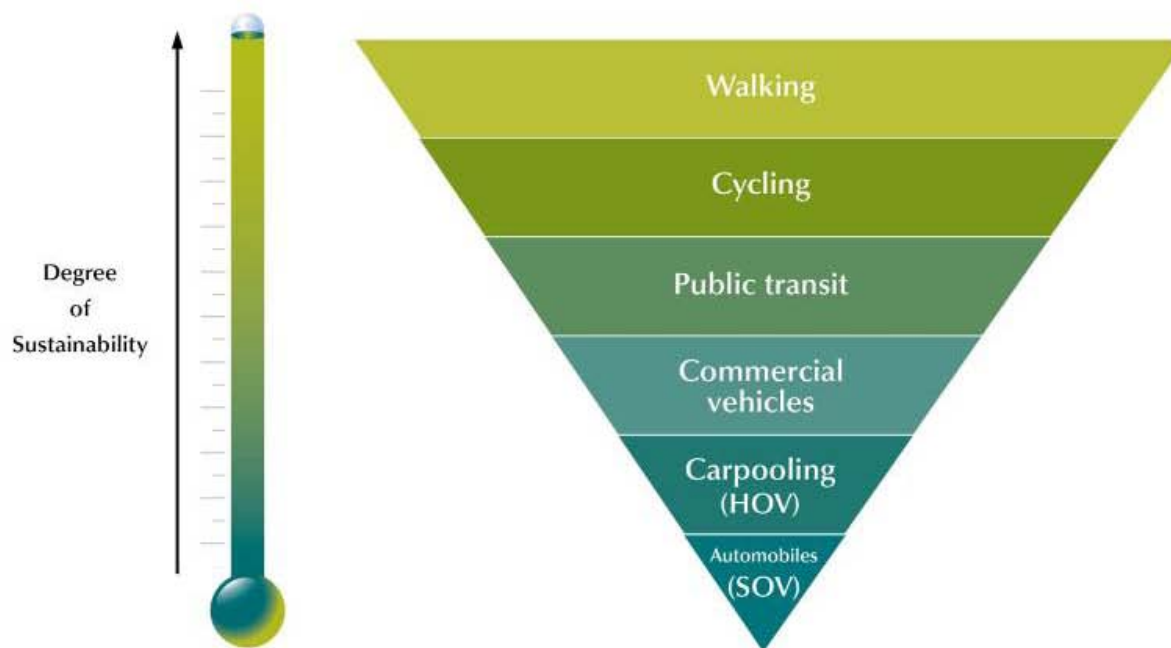 Degree
of
Sustainability
Walking
Cycling
Public transit
Commercial
vehicles
Carpooling
(HOV)
Automobiles
(SOV)